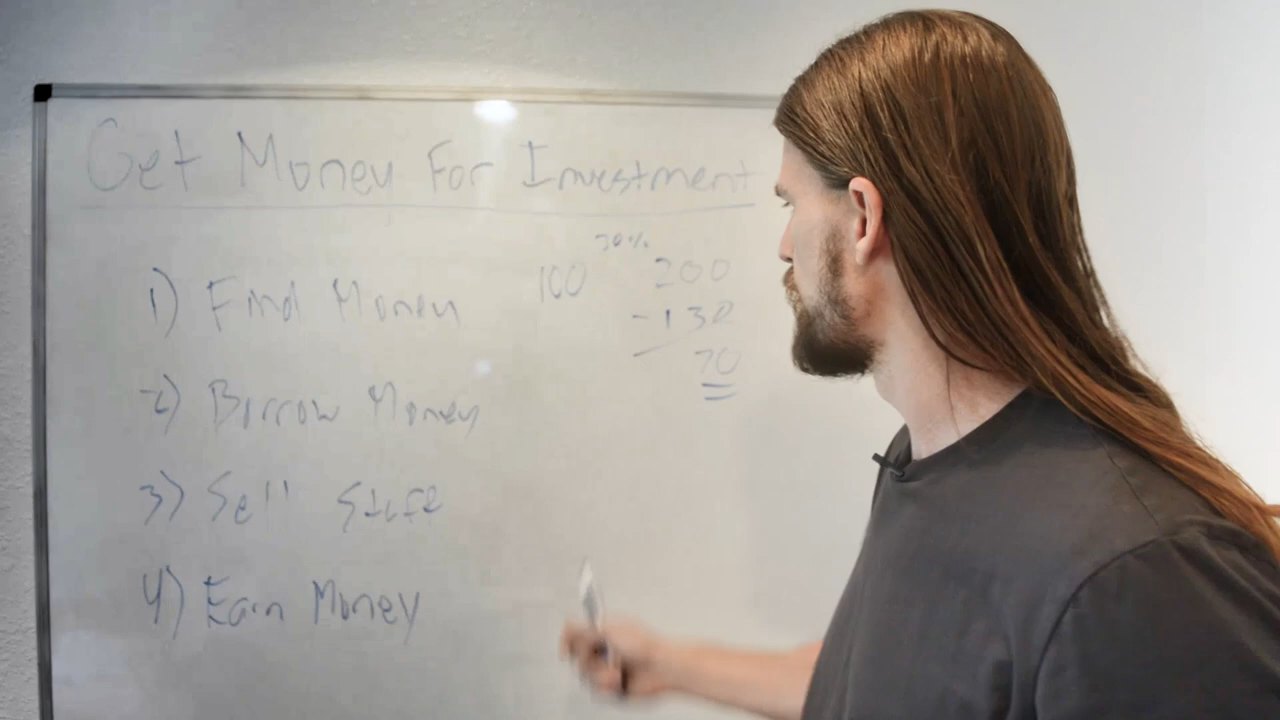 Get Money For Investment
30%
100 200
-130
70
1) Find Money
2) Borrow Money
3) Sell Stuff
4) Earn Money